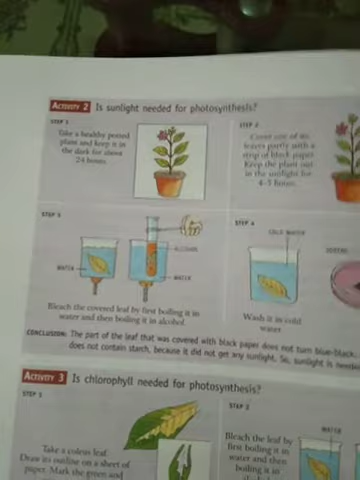 ACTIVITY 2 Is sunlight needed for photosynthesis?
STEP 1
Take a healthy potted
plant and keep it in
the dark for about
24 hours.
STEP 2
Cover one of its
leaves partly with a
strip of black paper.
Keep the plant out
in the sunlight for
4–5 hours.
STEP 3
WATER
ALCOHOL
WATER
Bleach the covered leaf by first boiling it in
water and then boiling it in alcohol.
STEP 4
COLD WATER
Wash it in cold
water
CONCLUSION: The part of the leaf that was covered with black paper does not turn blue-black.
does not contain starch, because it did not get any sunlight. So, sunlight is needed
ACTIVITY 3 Is chlorophyll needed for photosynthesis?
STEP 1
Take a coleus leaf.
Draw its outline on a sheet of
paper. Mark the green and
STEP 2
Bleach the leaf by
first boiling it in
water and then
boiling it in
WATER